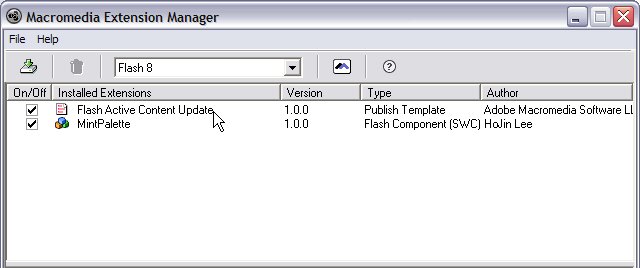 Macromedia Extension Manager
File Help
Flash 8
On/Off Installed Extensions Version Type Author
Flash Active Content Update 1.0.0 Publish Template Adobe Macromedia Software LL
MintPalette 1.0.0 Flash Component (SWC) HoJin Lee